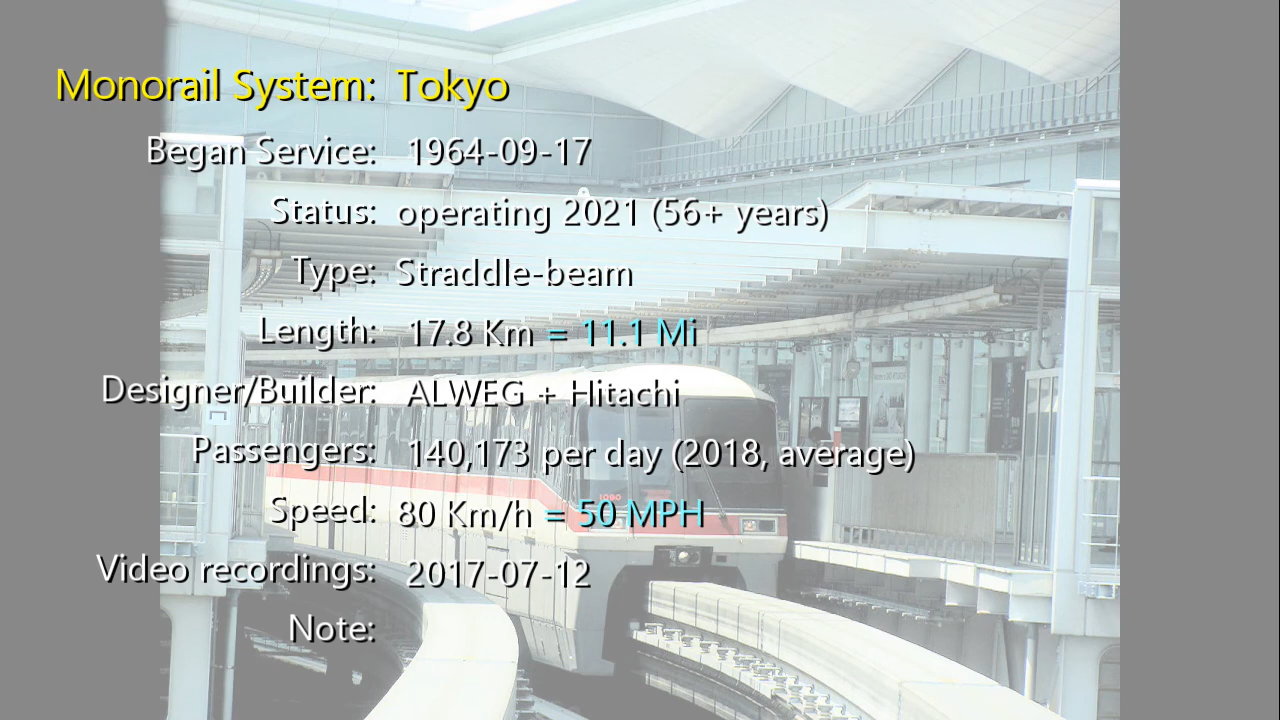 Monorail System: Tokyo
Began Service: 1964-09-17
Status: operating 2021 (56+ years)
Type: Straddle-beam
Length: 17.8 Km = 11.1 Mi
Designer/Builder: ALWEG + Hitachi
Passengers: 140,173 per day (2018, average)
1090
Speed: 80 Km/h = 50 MPH
Video recordings: 2017-07-12
Note: